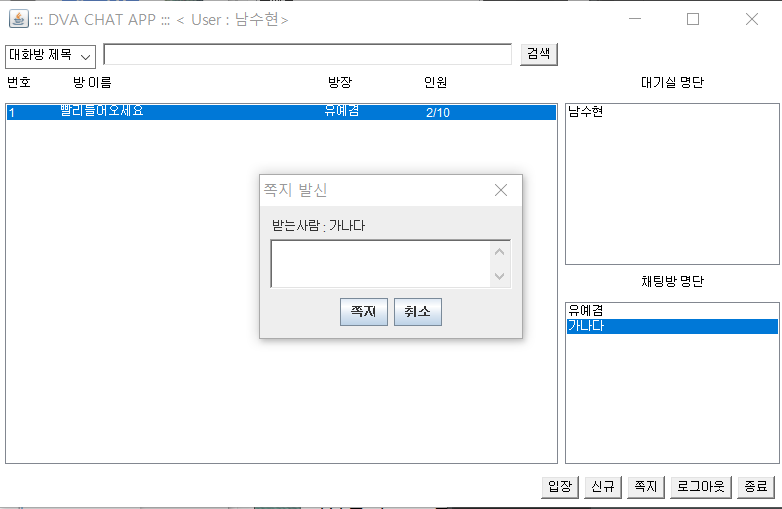 ::: DVA CHAT APP ::: < User : 남수현>
대화방 제목 검색
번호 방 이름 방장 인원
1 빨리들어오세요 유예겸 2/10
대기실 명단
남수현
쪽지 발신
받는사람 : 가나다
쪽지 취소
채팅방 명단
유예겸
가나다
입장 신규 쪽지 로그아웃 종료